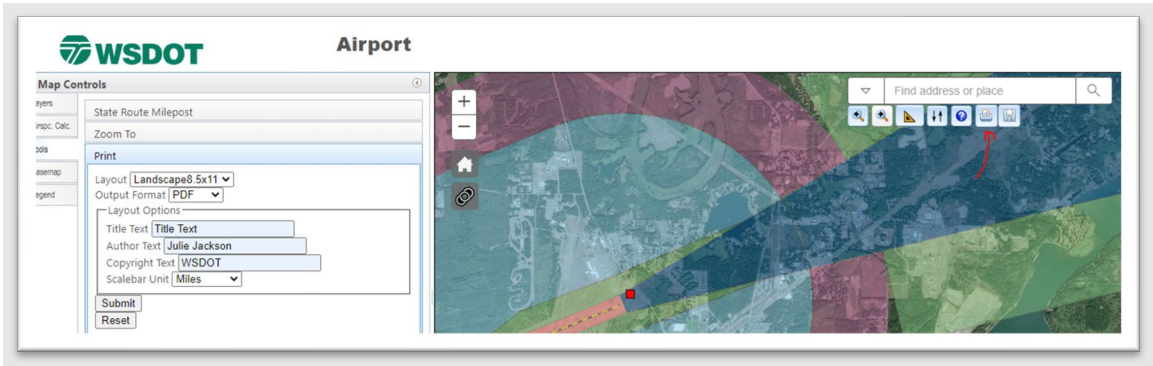 WSDOT
Airport
Map Controls
ayers
irspc. Calc.
ools
asemap
egend
State Route Milepost
Zoom To
Print
Layout Landscape8.5x11
Output Format PDF
Layout Options
Title Text Title Text
Author Text Julie Jackson
Copyright Text WSDOT
Scalebar Unit Miles
Submit
Reset
Find address or place